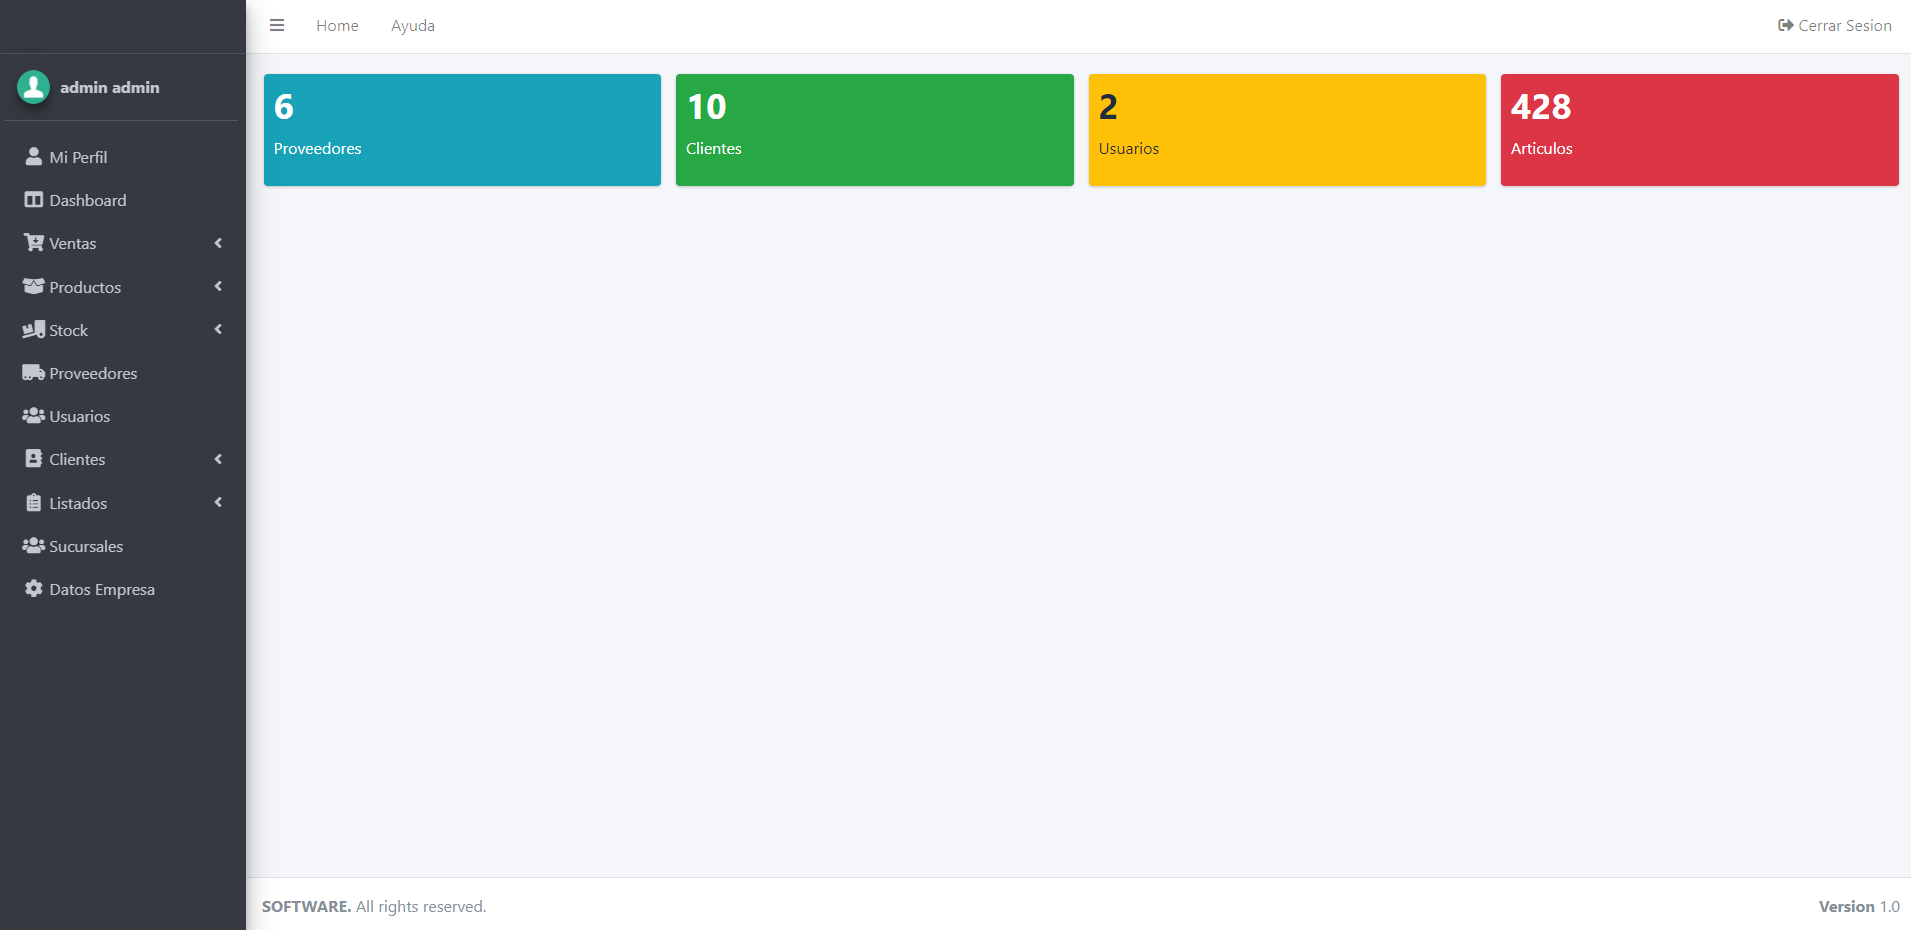 Home
Ayuda
Cerrar Sesion
admin admin
Mi Perfil
Dashboard
Ventas
Productos
Stock
Proveedores
Usuarios
Clientes
Listados
Sucursales
Datos Empresa
6
Proveedores
10
Clientes
2
Usuarios
428
Articulos
SOFTWARE. All rights reserved.
Version 1.0